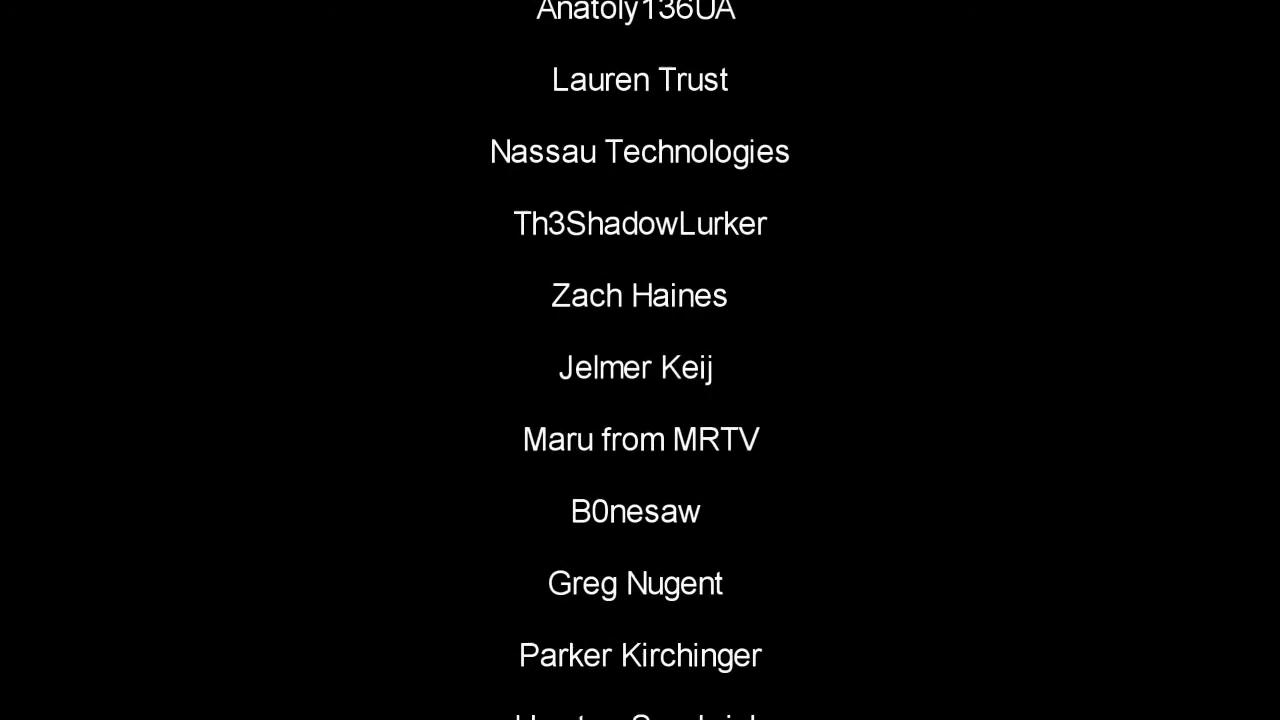 Anatoly136UA
Lauren Trust
Nassau Technologies
Th3ShadowLurker
Zach Haines
Jelmer Keij
Maru from MRTV
B0nesaw
Greg Nugent
Parker Kirchinger